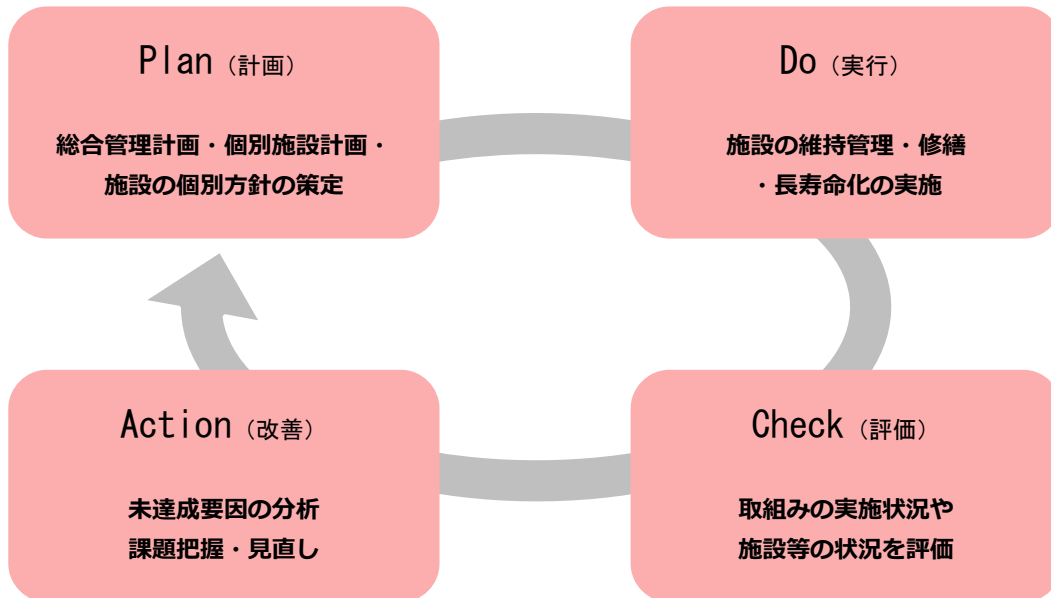 Plan（計画）
総合管理計画・個別施設計画・
施設の個別方針の策定
Do（実行）
施設の維持管理・修繕
・長寿命化の実施
Check（評価）
取組みの実施状況や
施設等の状況を評価
Action（改善）
未達成要因の分析
課題把握・見直し